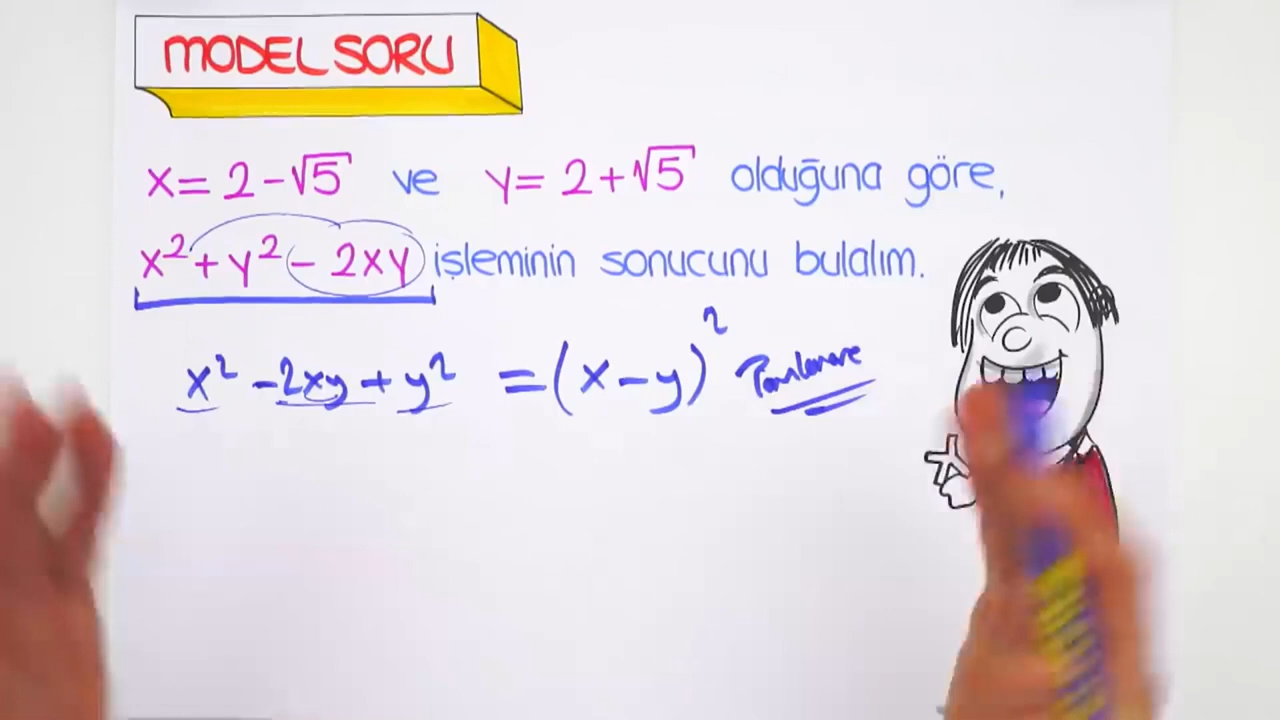 MODEL SORU
x = 2 - √5 ve y = 2 + √5 olduğuna göre,
x² + y² - 2xy işleminin sonucunu bulalım.
x² - 2xy + y² = (x - y)²